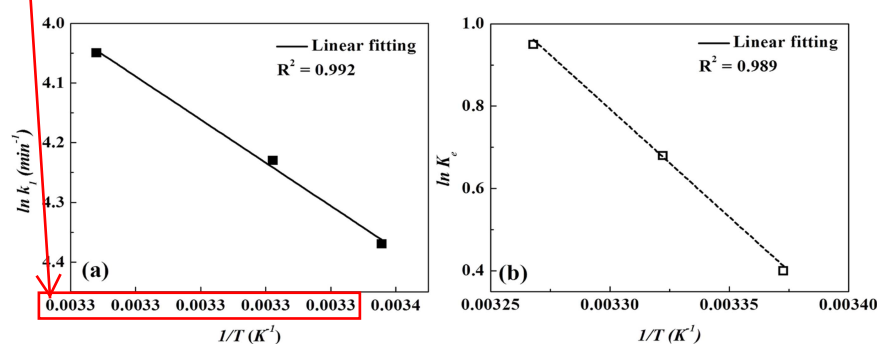 4.0
4.1
4.2
4.3
4.4
ln k1 (min-1)
Linear fitting
R2 = 0.992
(a)
0.0033 0.0033 0.0033 0.0033 0.0033 0.0034
1/T (K-1)
1.0
0.8
0.6
0.4
ln Ke
Linear fitting
R2 = 0.989
(b)
0.00325 0.00330 0.00335 0.00340
1/T (K-1)